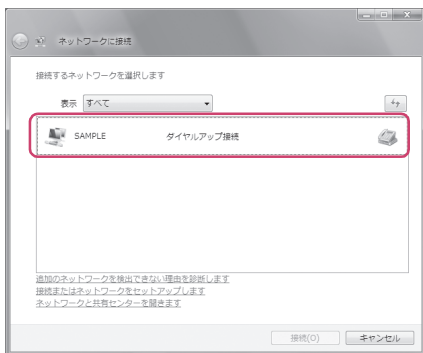 ネットワークに接続
接続するネットワークを選択します
表示 すべて
SAMPLE ダイヤルアップ接続
追加のネットワークを検出できない理由を診断します
接続またはネットワークをセットアップします
ネットワークと共有センターを開きます
接続(O) キャンセル